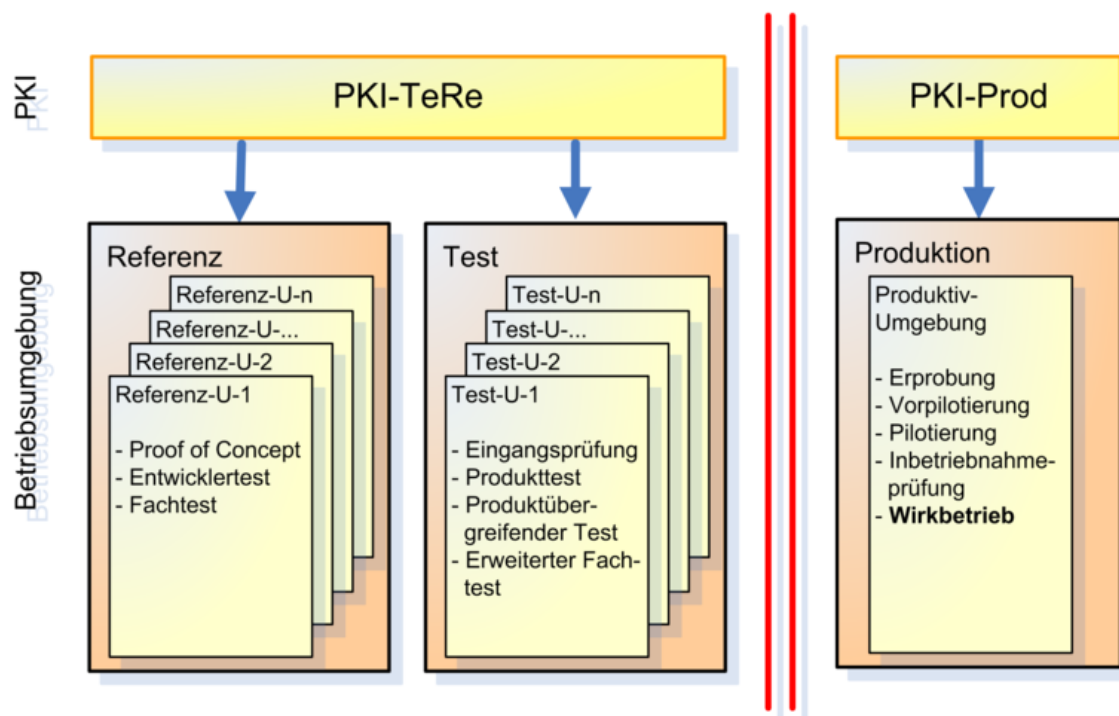 PKI
PKI-TeRe
PKI-Prod
Betriebsumgebung
Referenz
Referenz-U-n
Referenz-U-...
Referenz-U-2
Referenz-U-1
- Proof of Concept
- Entwicklertest
- Fachtest
Test
Test-U-n
Test-U-...
Test-U-2
Test-U-1
- Eingangsprüfung
- Produkttest
- Produktüber-
greifender Test
- Erweiterter Fach-
test
Produktion
Produktiv-
Umgebung
- Erprobung
- Vorpilotierung
- Pilotierung
- Inbetriebnahme-
prüfung
- Wirkbetrieb